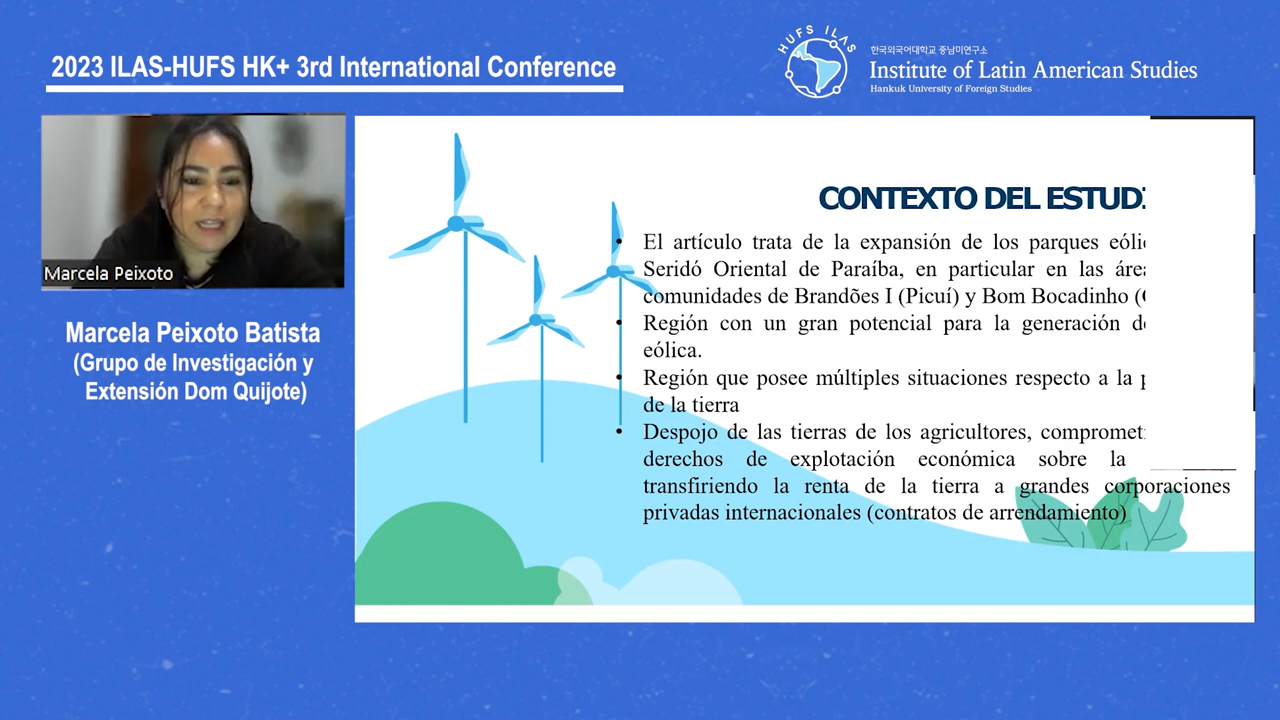 2023 ILAS-HUFS HK+ 3rd International Conference
HUFS ILAS
한국외국어대학교 중남미연구소
Institute of Latin American Studies
Hankuk University of Foreign Studies
Marcela Peixoto
Marcela Peixoto Batista
(Grupo de Investigación y
Extensión Dom Quijote)
CONTEXTO DEL
• El artículo trata de la expansión de los parques
Seridó Oriental de Paraíba, en particular en las
comunidades de Brandões I (Picuí) y Bom Bocadinho
• Región con un gran potencial para la generación
eólica.
• Región que posee múltiples situaciones respecto a la
de la tierra
• Despojo de las tierras de los agricultores,
derechos de explotación económica sobre la
transfiriendo la renta de la tierra a grandes corporaciones
privadas internacionales (contratos de arrendamiento)